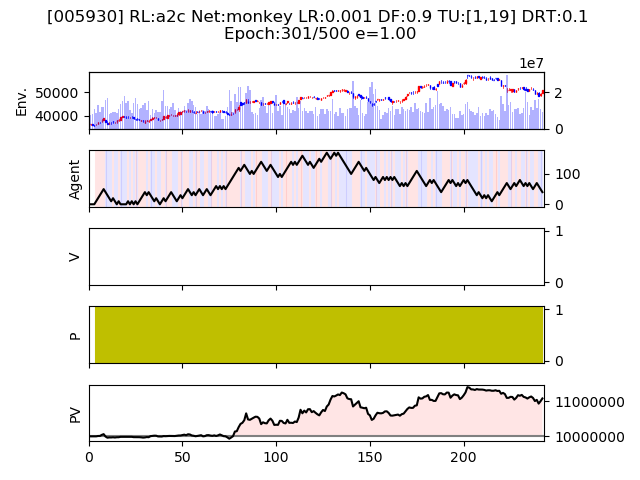 [005930] RL:a2c Net:monkey LR:0.001 DF:0.9 TU:[1,19] DRT:0.1
Epoch:301/500 e=1.00
1e7
Env.
50000
40000
2
0
Agent
100
0
V
1
0
P
1
0
PV
11000000
10000000
0 50 100 150 200